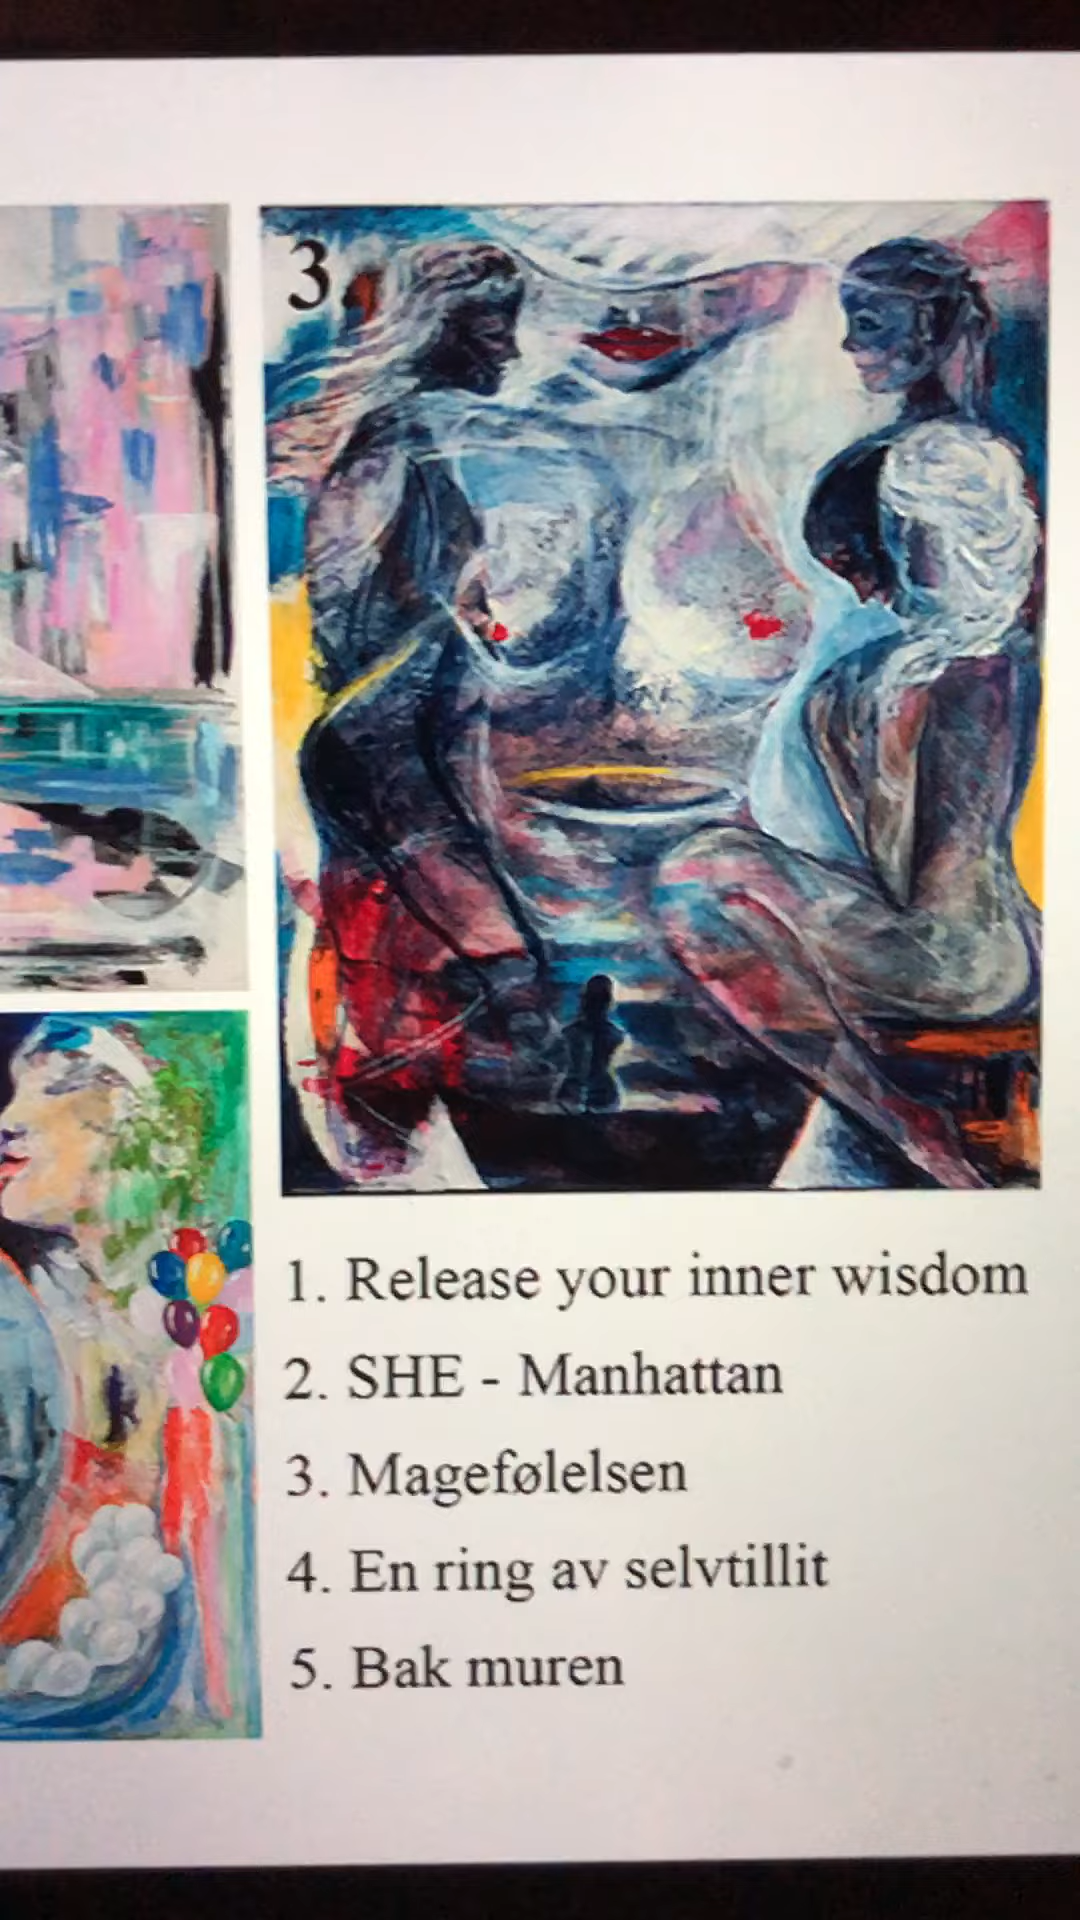 3
1. Release your inner wisdom
2. SHE - Manhattan
3. Magefølelsen
4. En ring av selvtillit
5. Bak muren